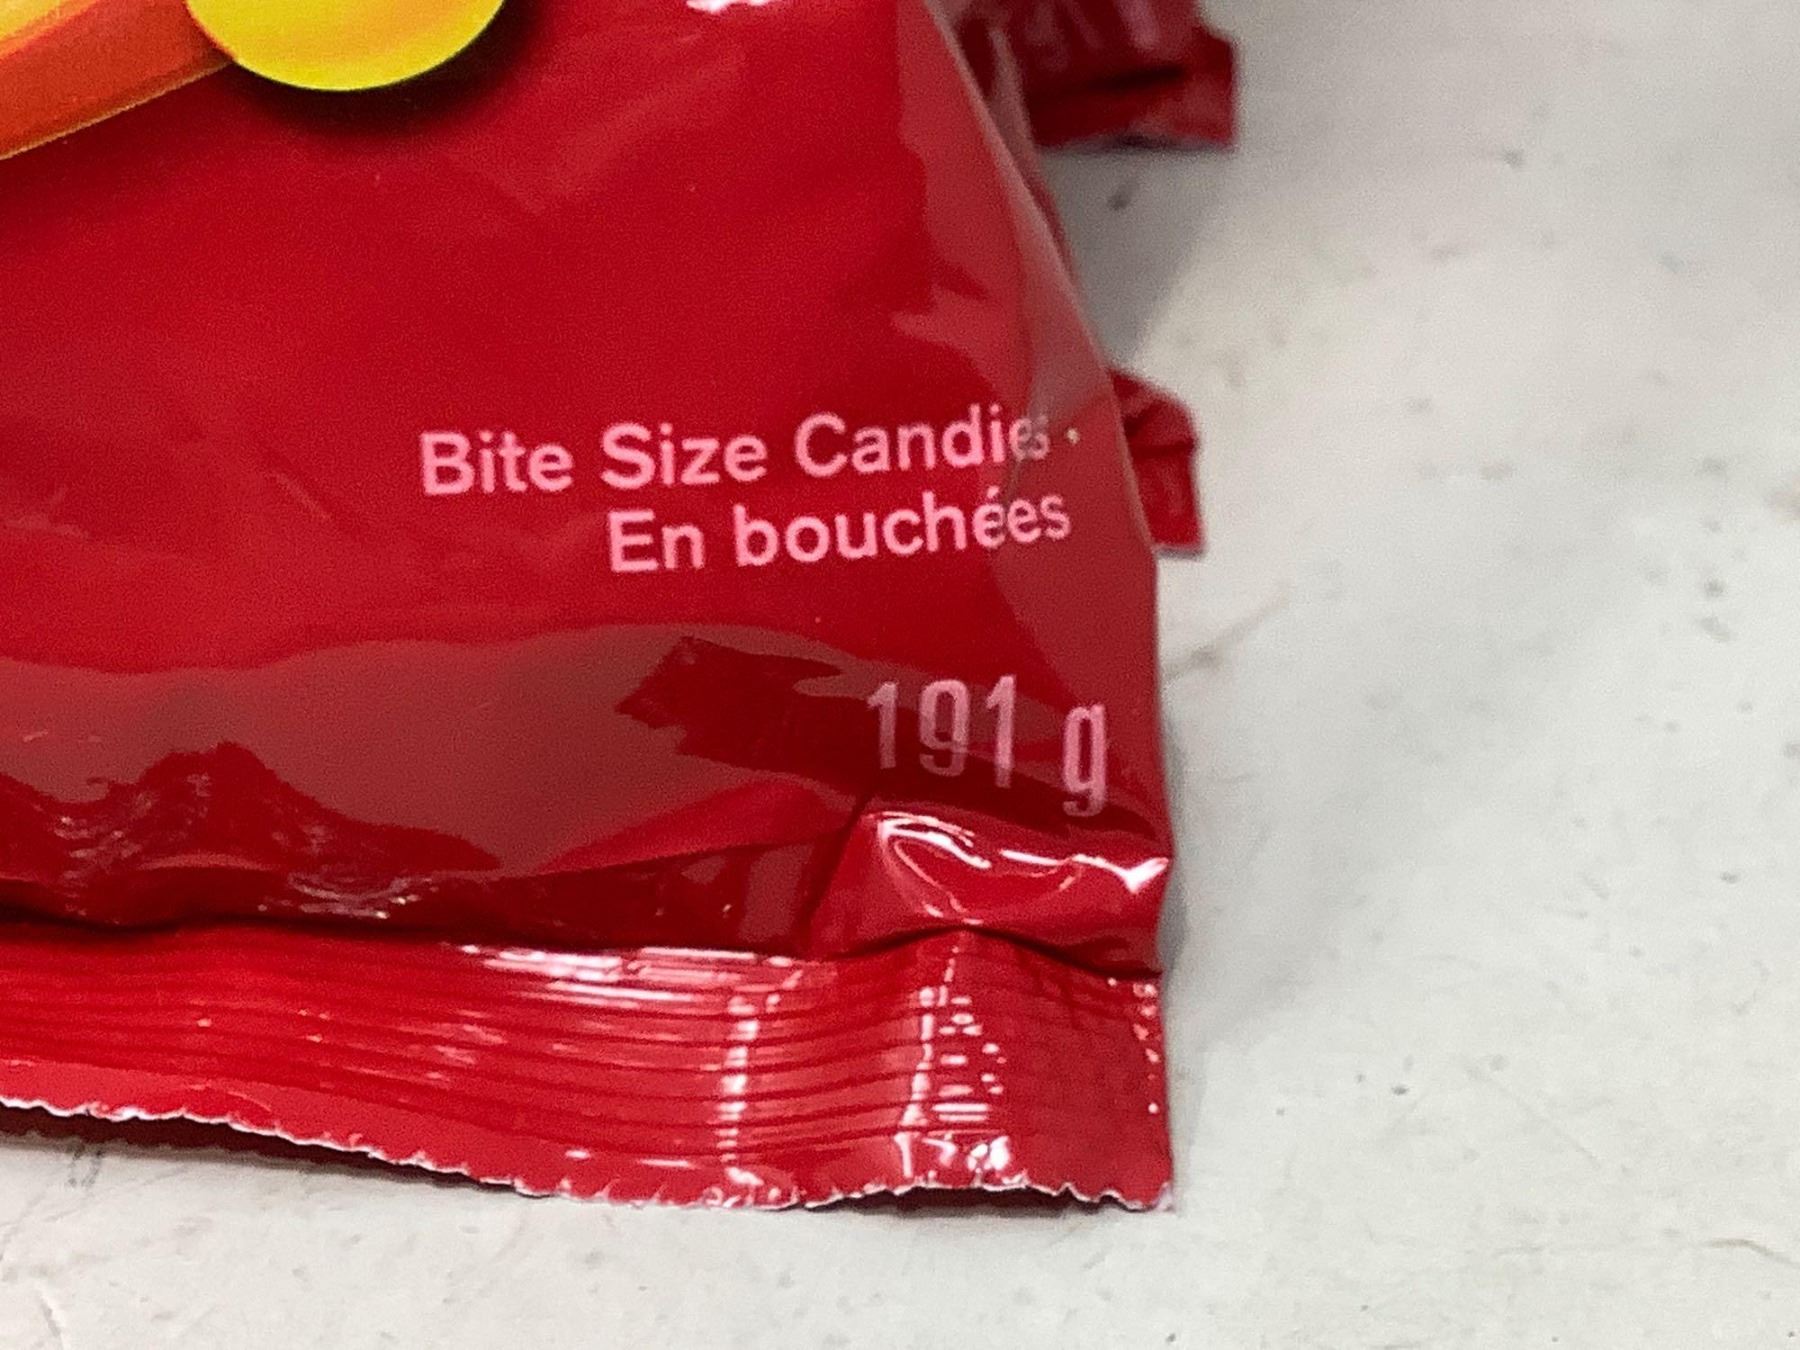 Bite Size Candies
En bouchées
191 g